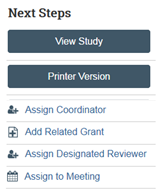 Next Steps
View Study
Printer Version
Assign Coordinator
Add Related Grant
Assign Designated Reviewer
Assign to Meeting